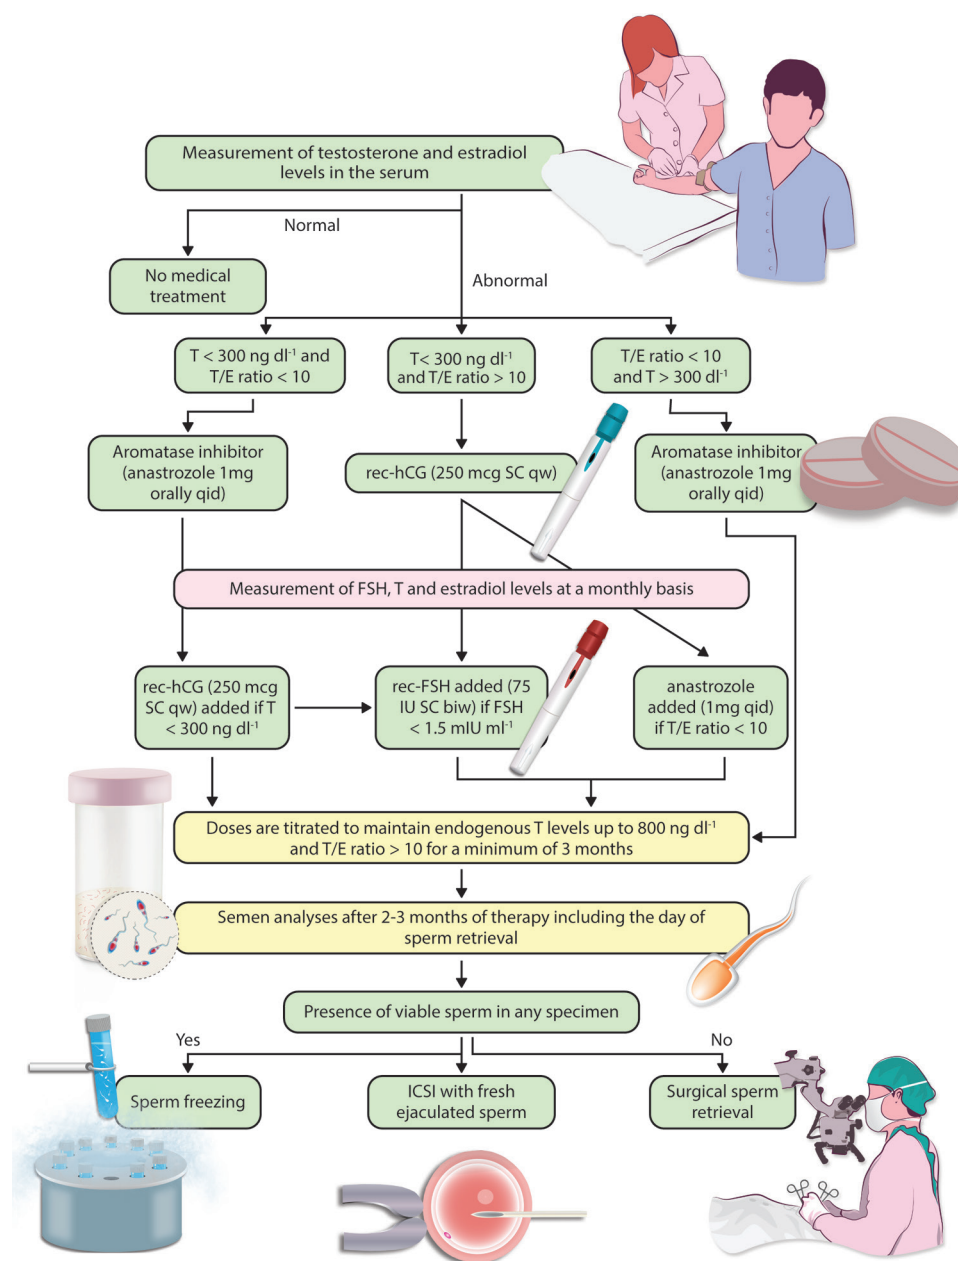 Measurement of testosterone and estradiol
levels in the serum
Normal
No medical
treatment
Abnormal
T < 300 ng dl⁻¹ and
T/E ratio < 10
T< 300 ng dl⁻¹
and T/E ratio > 10
T/E ratio < 10
and T > 300 dl⁻¹
Aromatase inhibitor
(anastrozole 1mg
orally qid)
rec-hCG (250 mcg SC qw)
Aromatase inhibitor
(anastrozole 1mg
orally qid)
Measurement of FSH, T and estradiol levels at a monthly basis
rec-hCG (250 mcg
SC qw) added if T
< 300 ng dl⁻¹
rec-FSH added (75
IU SC biw) if FSH
< 1.5 mIU ml⁻¹
anastrozole
added (1mg qid)
if T/E ratio < 10
Doses are titrated to maintain endogenous T levels up to 800 ng dl⁻¹
and T/E ratio > 10 for a minimum of 3 months
Semen analyses after 2-3 months of therapy including the day of
sperm retrieval
Presence of viable sperm in any specimen
Yes
No
Sperm freezing
ICSI with fresh
ejaculated sperm
Surgical sperm
retrieval